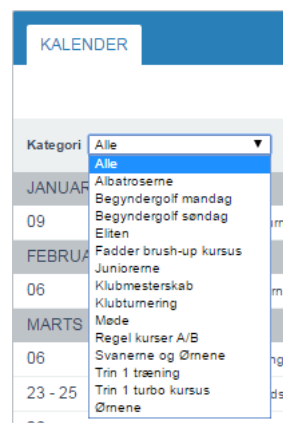 KALENDER
Kategori Alle
Alle
Albatroserne
Begyndergolf mandag
Begyndergolf søndag
Eliten
Fadder brush-up kursus
Juniorerne
Klubmesterskab
Klubturnering
Møde
Regel kurser A/B
Svanerne og Ørnene
Trin 1 træning
Trin 1 turbo kursus
Ørnene
JANUAR
09
FEBRUA
06
MARTS
06
23 - 25